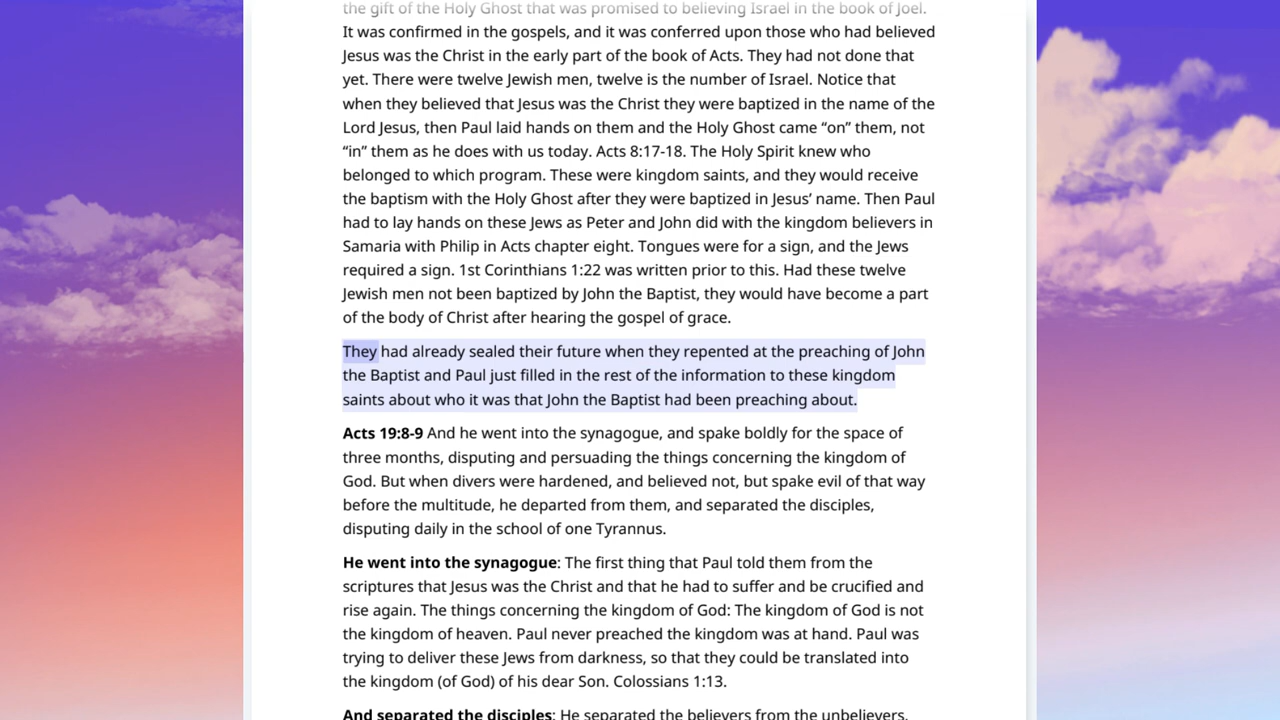 the gift of the Holy Ghost that was promised to believing Israel in the book of Joel.
It was confirmed in the gospels, and it was conferred upon those who had believed
Jesus was the Christ in the early part of the book of Acts. They had not done that
yet. There were twelve Jewish men, twelve is the number of Israel. Notice that
when they believed that Jesus was the Christ they were baptized in the name of the
Lord Jesus, then Paul laid hands on them and the Holy Ghost came “on” them, not
“in” them as he does with us today. Acts 8:17-18. The Holy Spirit knew who
belonged to which program. These were kingdom saints, and they would receive
the baptism with the Holy Ghost after they were baptized in Jesus’ name. Then Paul
had to lay hands on these Jews as Peter and John did with the kingdom believers in
Samaria with Philip in Acts chapter eight. Tongues were for a sign, and the Jews
required a sign. 1st Corinthians 1:22 was written prior to this. Had these twelve
Jewish men not been baptized by John the Baptist, they would have become a part
of the body of Christ after hearing the gospel of grace.
They had already sealed their future when they repented at the preaching of John
the Baptist and Paul just filled in the rest of the information to these kingdom
saints about who it was that John the Baptist had been preaching about.
Acts 19:8-9 And he went into the synagogue, and spake boldly for the space of
three months, disputing and persuading the things concerning the kingdom of
God. But when divers were hardened, and believed not, but spake evil of that way
before the multitude, he departed from them, and separated the disciples,
disputing daily in the school of one Tyrannus.
He went into the synagogue: The first thing that Paul told them from the
scriptures that Jesus was the Christ and that he had to suffer and be crucified and
rise again. The things concerning the kingdom of God: The kingdom of God is not
the kingdom of heaven. Paul never preached the kingdom was at hand. Paul was
trying to deliver these Jews from darkness, so that they could be translated into
the kingdom (of God) of his dear Son. Colossians 1:13.
And separated the disciples: He separated the believers from the unbelievers.